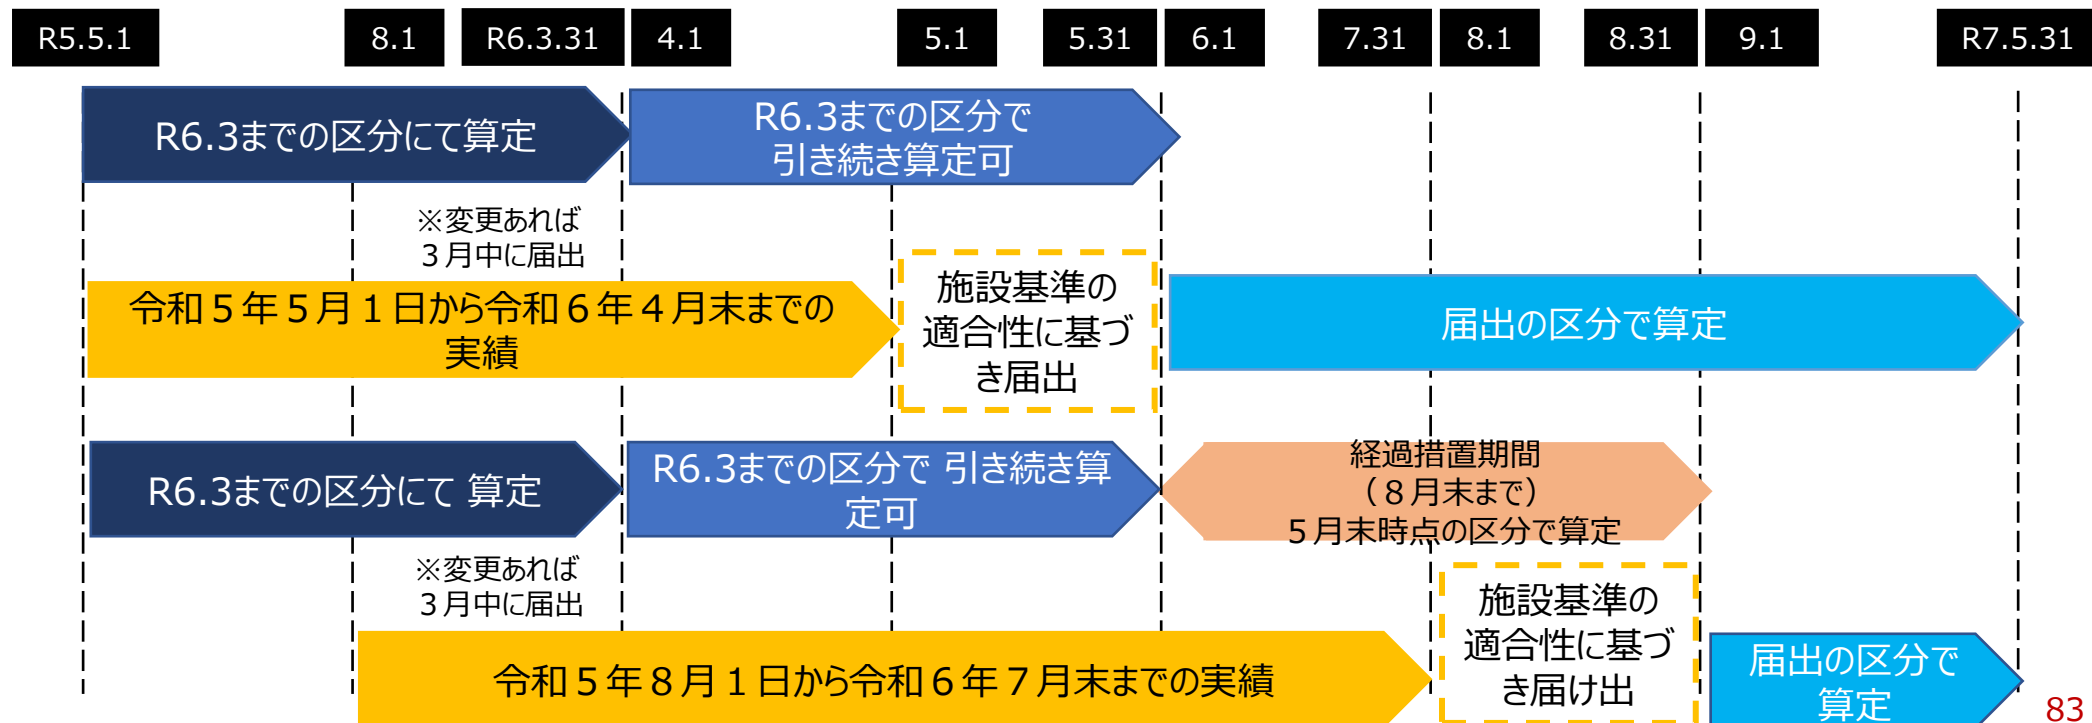 R5.5.1
8.1
R6.3.31
4.1
5.1
5.31
6.1
7.31
8.1
8.31
9.1
R7.5.31
R6.3までの区分にて算定
R6.3までの区分で
引き続き算定可
※変更あれば
３月中に届出
令和５年５月１日から令和６年４月末までの
実績
施設基準の
適合性に基づ
き届出
届出の区分で算定
R6.3までの区分にて 算定
R6.3までの区分で 引き続き算
定可
経過措置期間
（８月末まで）
５月末時点の区分で算定
※変更あれば
３月中に届出
令和５年８月１日から令和６年７月末までの実績
施設基準の
適合性に基づ
き届け出
届出の区分で
算定
83